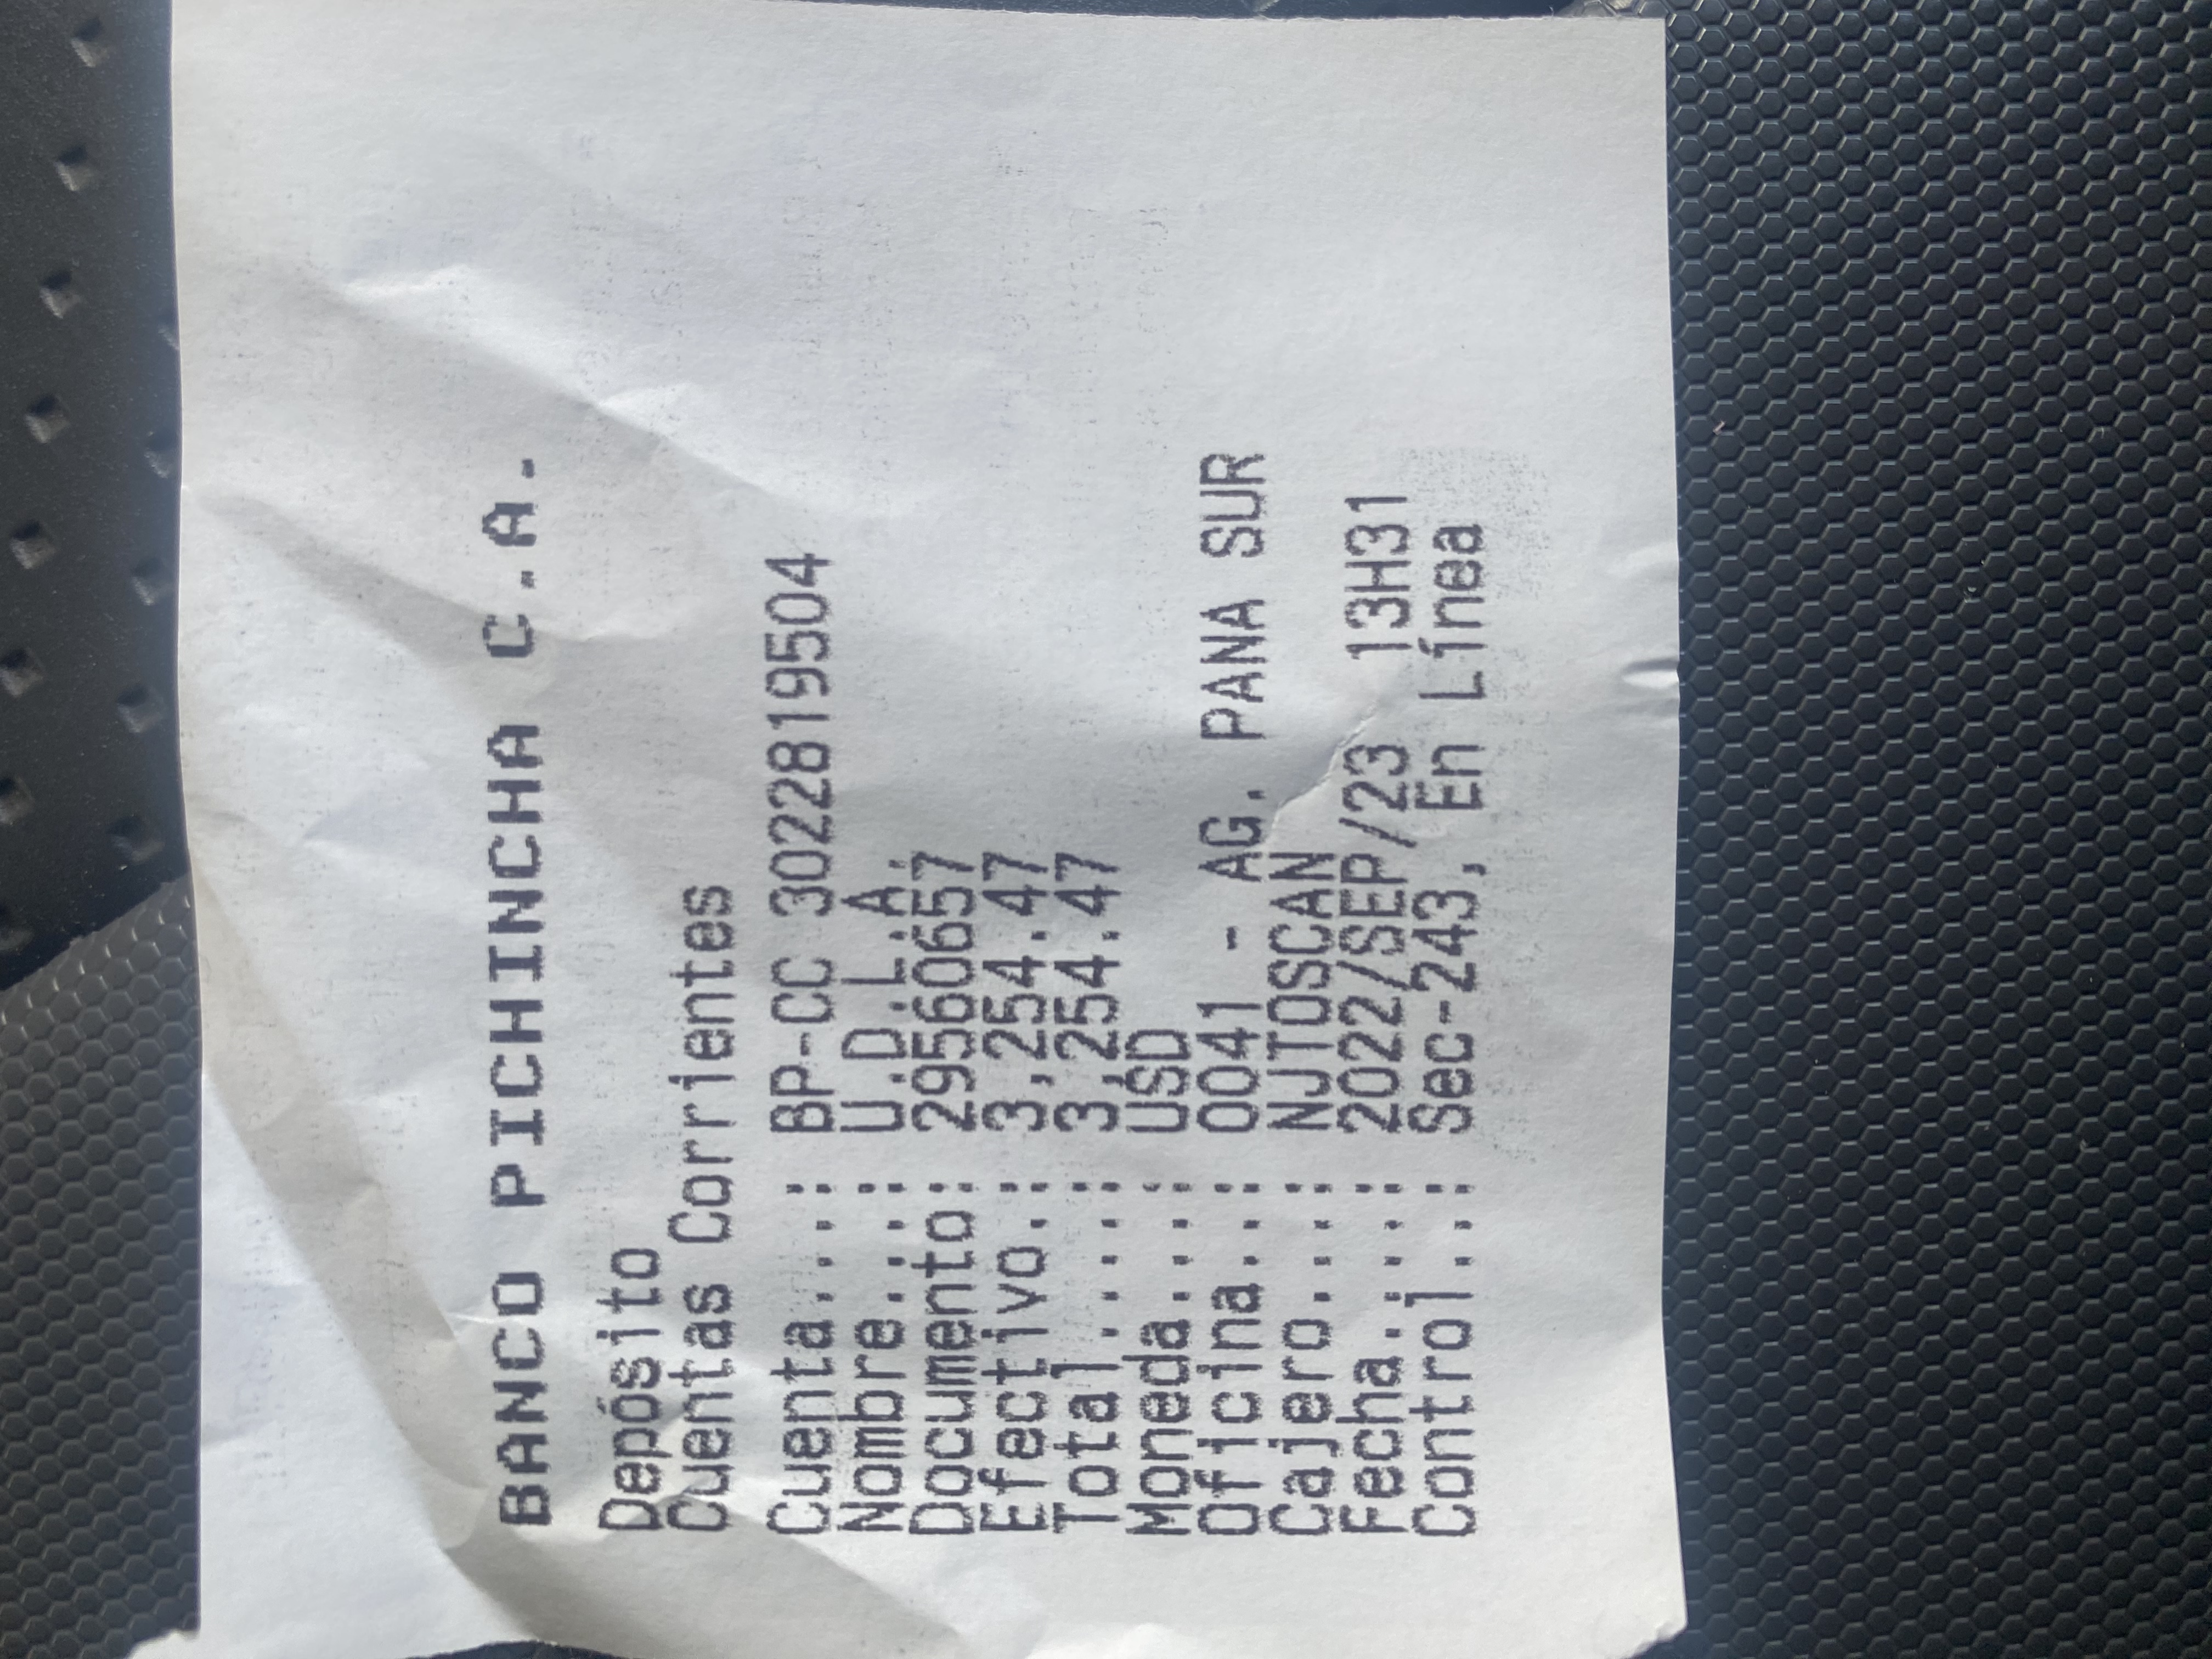 BANCO PICHINCHA C.A.
Depósito
Cuentas Corrientes
Cuenta....: BP-CC 3022819504
Nombre....: U.D.L.A.
Documento: 29560657
Efectivo.: 3,254.47
Total.....: 3,254.47
Moneda....: USD
Oficina...: 0041 - AG. PANA SUR
Cajero....: NJTOSCAN
Fecha.....: 2022/SEP/23 13H31
Control...: Sec-243, En Línea